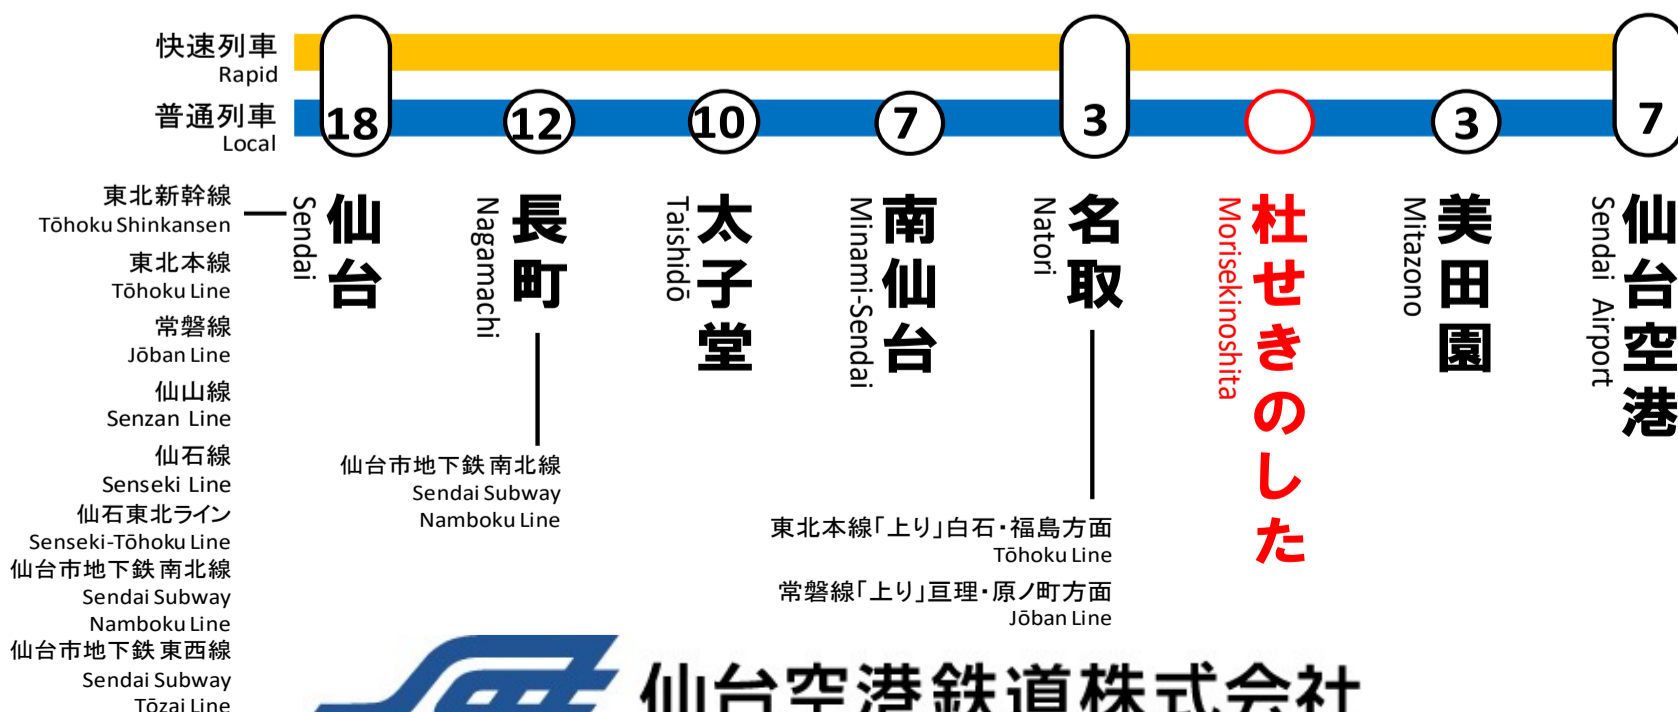 快速列車
Rapid
普通列車
Local
18
12
10
7
3
3
7
仙台
Sendai
長町
Nagamachi
太子堂
Taishidō
南仙台
Minami-Sendai
名取
Natori
杜せきのした
Morisekinoshita
美田園
Mitazono
仙台空港
Sendai Airport
東北新幹線
Tōhoku Shinkansen
東北本線
Tōhoku Line
常磐線
Jōban Line
仙山線
Senzan Line
仙石線
Senseki Line
仙石東北ライン
Senseki-Tōhoku Line
仙台市地下鉄 南北線
Sendai Subway
Namboku Line
仙台市地下鉄 東西線
Sendai Subway
Tōzai Line
仙台市地下鉄 南北線
Sendai Subway
Namboku Line
東北本線「上り」白石・福島方面
Tōhoku Line
常磐線「上り」亘理・原ノ町方面
Jōban Line
仙台空港鉄道株式会社